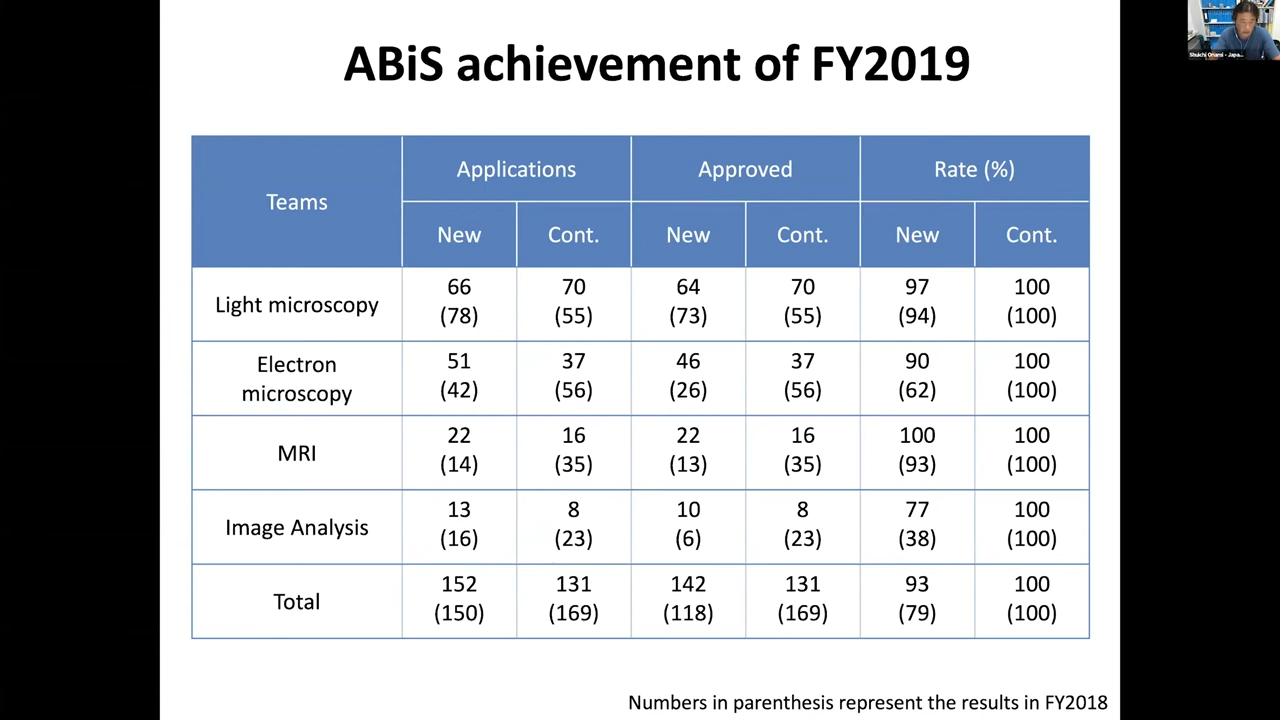 ABiS achievement of FY2019
Teams
Applications Approved Rate (%)
New Cont. New Cont. New Cont.
Light microscopy
66 70 64 70 97 100
(78) (55) (73) (55) (94) (100)
Electron
microscopy
51 37 46 37 90 100
(42) (56) (26) (56) (62) (100)
MRI
22 16 22 16 100 100
(14) (35) (13) (35) (93) (100)
Image Analysis
13 8 10 8 77 100
(16) (23) (6) (23) (38) (100)
Total
152 131 142 131 93 100
(150) (169) (118) (169) (79) (100)
Numbers in parenthesis represent the results in FY2018
Shuichi Onami - Japa...